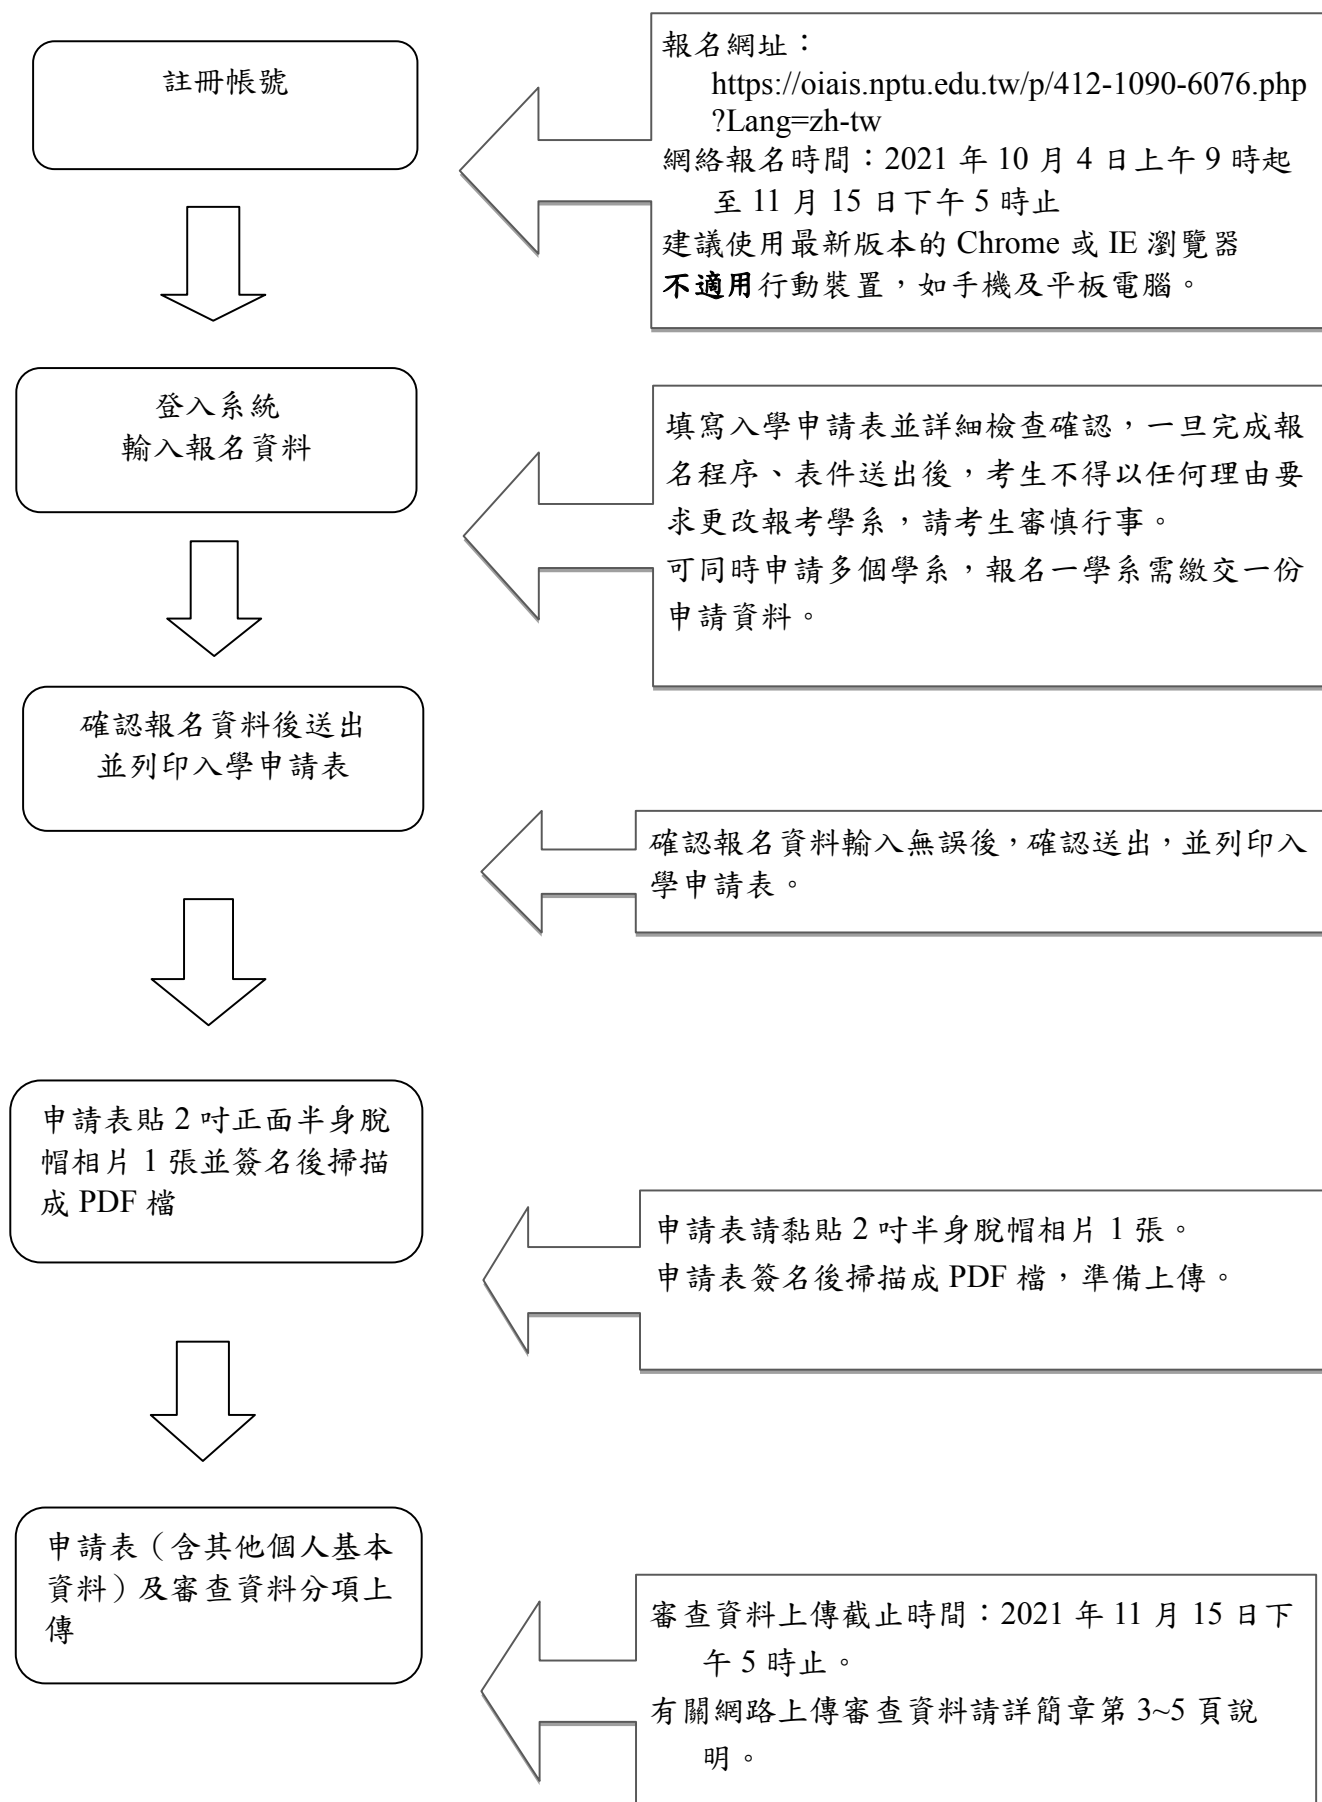 註冊帳號
報名網址：
https://oiais.nptu.edu.tw/p/412-1090-6076.php
?Lang=zh-tw
網絡報名時間：2021 年 10 月 4 日上午 9 時起
至 11 月 15 日下午 5 時止
建議使用最新版本的 Chrome 或 IE 瀏覽器
不適用行動裝置，如手機及平板電腦。
登入系統
輸入報名資料
填寫入學申請表並詳細檢查確認，一旦完成報
名程序、表件送出後，考生不得以任何理由要
求更改報考學系，請考生審慎行事。
可同時申請多個學系，報名一學系需繳交一份
申請資料。
確認報名資料後送出
並列印入學申請表
確認報名資料輸入無誤後，確認送出，並列印入
學申請表。
申請表貼 2 吋正面半身脫
帽相片 1 張並簽名後掃描
成 PDF 檔
申請表請黏貼 2 吋半身脫帽相片 1 張。
申請表簽名後掃描成 PDF 檔，準備上傳。
申請表（含其他個人基本
資料）及審查資料分項上
傳
審查資料上傳截止時間：2021 年 11 月 15 日下
午 5 時止。
有關網路上傳審查資料請詳簡章第 3~5 頁說
明。